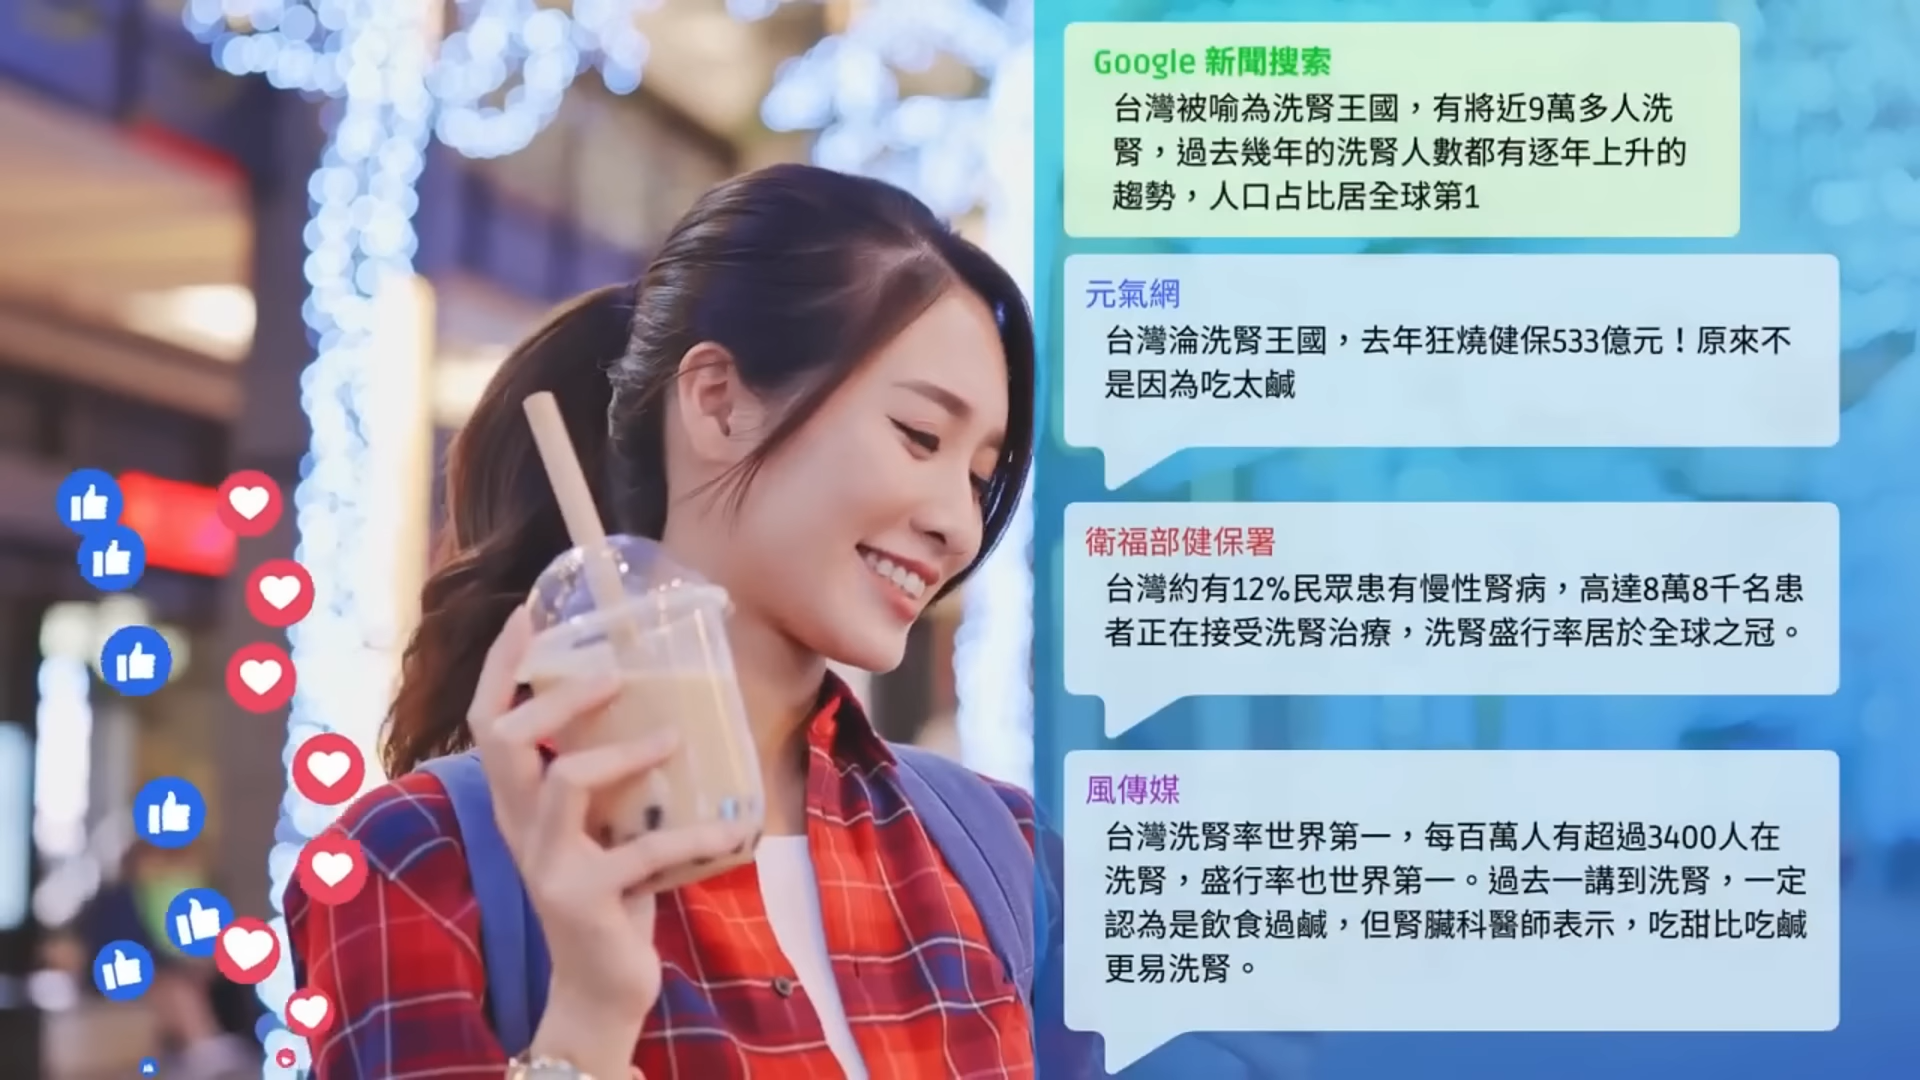 Google 新聞搜索
台灣被喻為洗腎王國，有將近9萬多人洗
腎，過去幾年的洗腎人數都有逐年上升的
趨勢，人口占比居全球第1
元氣網
台灣淪洗腎王國，去年狂燒健保533億元！原來不
是因為吃太鹹
衛福部健保署
台灣約有12%民眾患有慢性腎病，高達8萬8千名患
者正在接受洗腎治療，洗腎盛行率居於全球之冠。
風傳媒
台灣洗腎率世界第一，每百萬人有超過3400人在
洗腎，盛行率也世界第一。過去一講到洗腎，一定
認為是飲食過鹹，但腎臟科醫師表示，吃甜比吃鹹
更易洗腎。